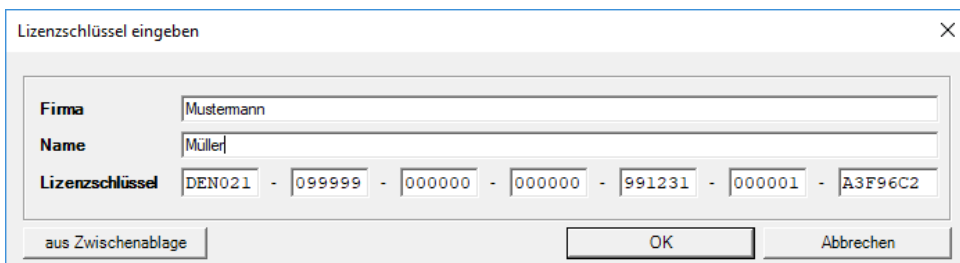 Lizenzschlüssel eingeben
Firma Mustermann
Name Müller
Lizenzschlüssel DEN021 - 099999 - 000000 - 000000 - 991231 - 000001 - A3F96C2
aus Zwischenablage OK Abbrechen